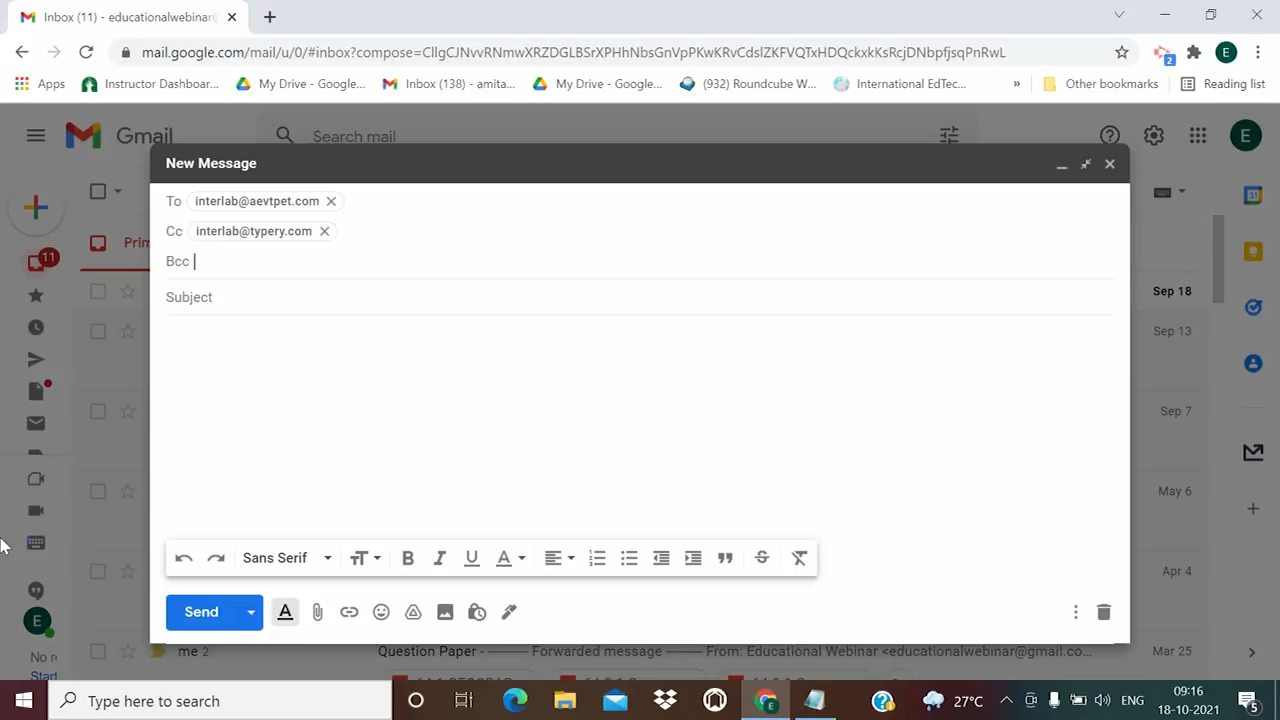 Inbox (11) - educationalwebinar@
mail.google.com/mail/u/0/#inbox?compose=CllgCJNvvRNmwXRZDGLBSrXPHhNbsGnVpPKwKRvCdslZKFVQTxHDQckxkKsRcjDNbpfjsqPnRwL
2
E
Apps
Instructor Dashboar...
My Drive - Google...
Inbox (138) - amita...
My Drive - Google...
(932) Roundcube W...
International EdTec...
»
Other bookmarks
Reading list
Gmail
Search mail
E
New Message
To interlab@aevtpet.com
Cc interlab@typery.com
Bcc
Subject
11
Prim
Sep 18
Sep 13
Sep 7
May 6
Apr 4
Sans Serif
Send
E
No r
Start
me 2
Question Paper - ---------- Forwarded message --------- From: Educational Webinar <educationalwebinar@gmail.co...
Mar 25
Type here to search
27°C
ENG
09:16
18-10-2021
5